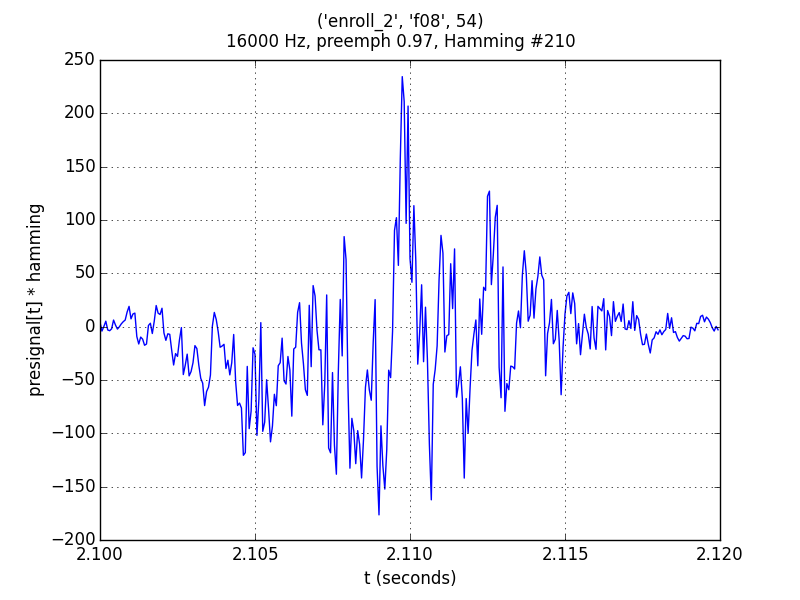 ('enroll_2', 'f08', 54)
16000 Hz, preemph 0.97, Hamming #210
250
200
150
100
50
0
−50
−100
−150
−200
presignal[t] * hamming
2.100 2.105 2.110 2.115 2.120
t (seconds)